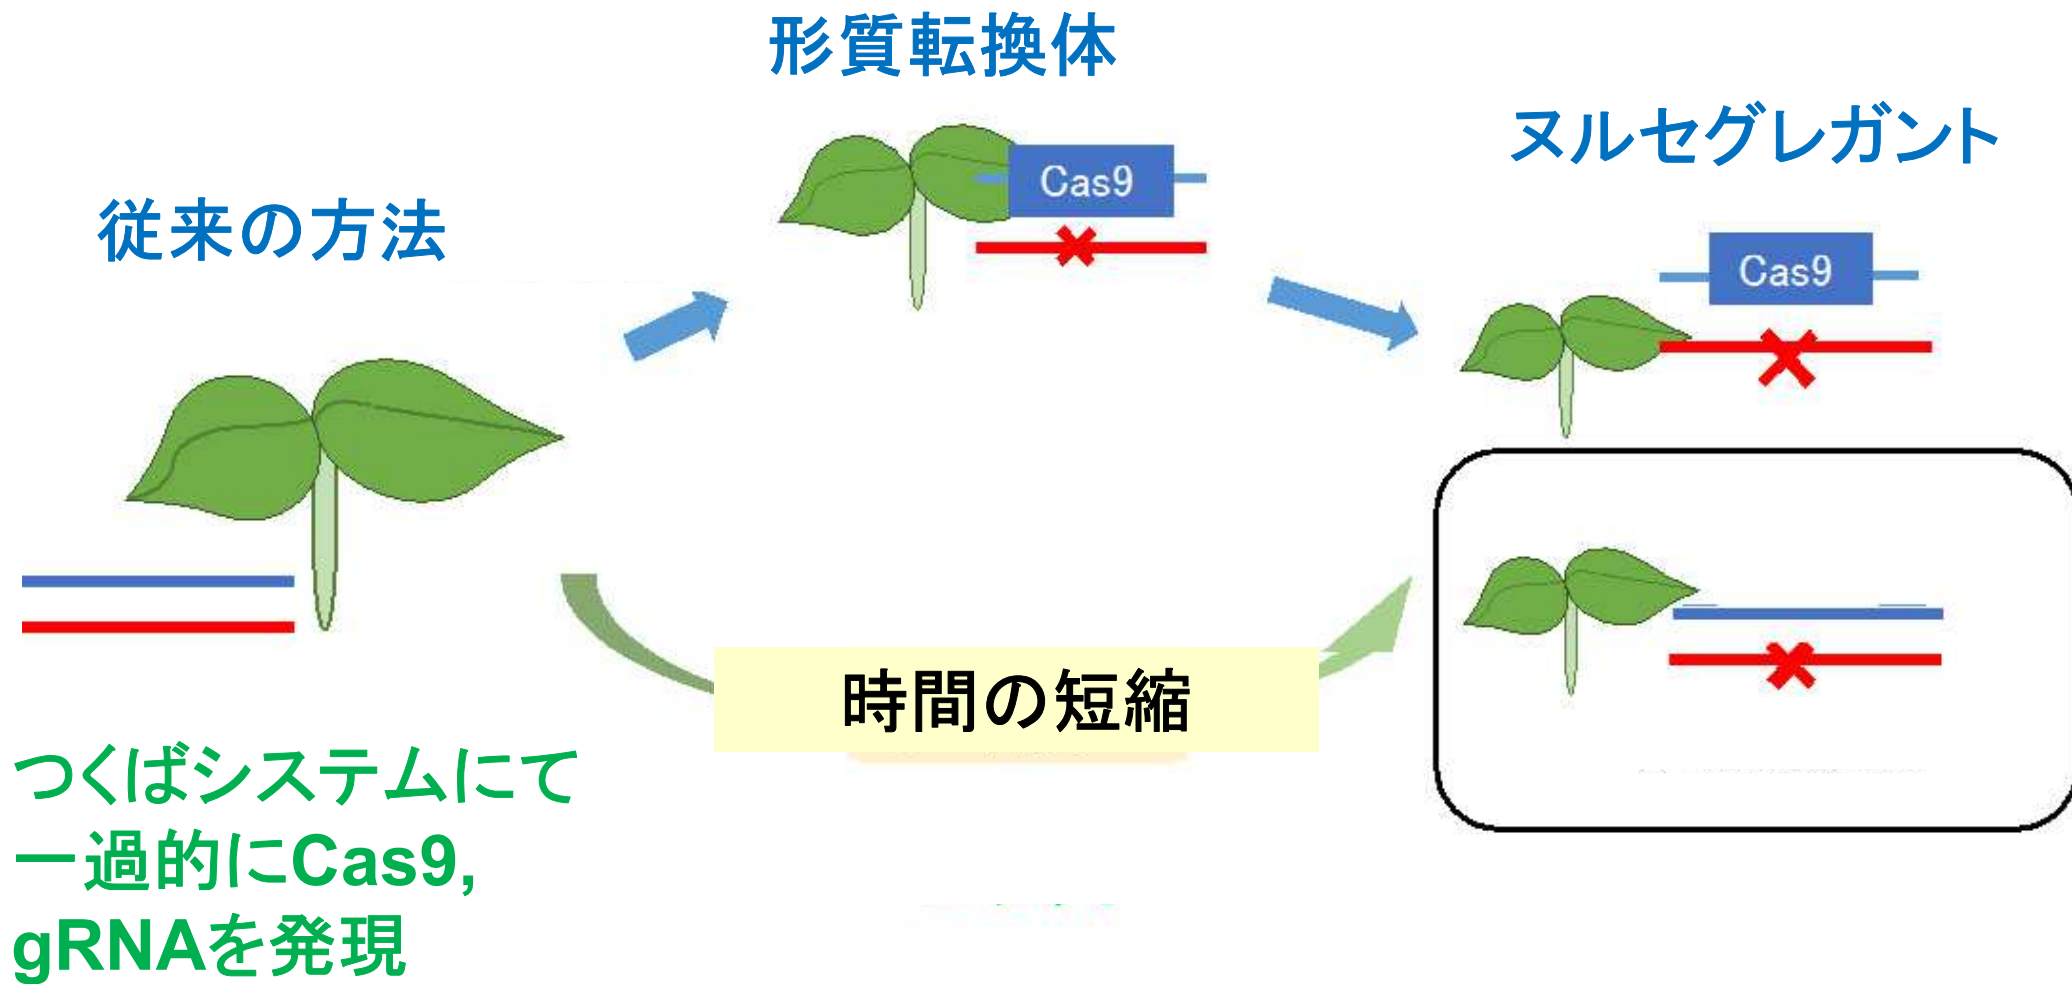 形質転換体
ヌルセグレガント
従来の方法
Cas9
Cas9
時間の短縮
つくばシステムにて
一過的にCas9,
gRNAを発現